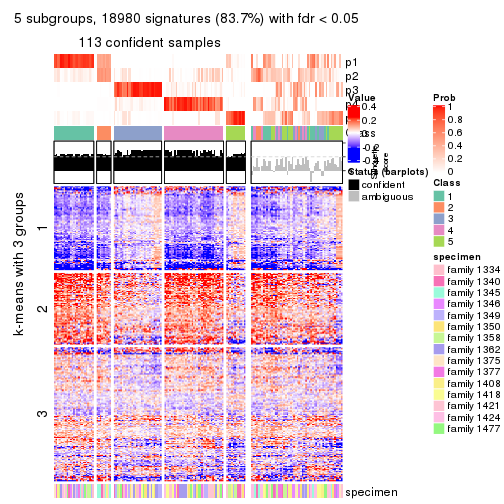 5 subgroups, 18980 signatures (83.7%) with fdr < 0.05
113 confident samples
p1
p2
p3
k-means with 3 groups
1
2
3
Value
0.4
0.2
0
-0.2
Status (barplots)
confident
ambiguous
Prob
1
0.8
0.6
0.4
0.2
0
Class
1
2
3
4
5
specimen
family 1334
family 1340
family 1345
family 1346
family 1349
family 1350
family 1358
family 1362
family 1375
family 1377
family 1408
family 1418
family 1421
family 1424
family 1477
specimen